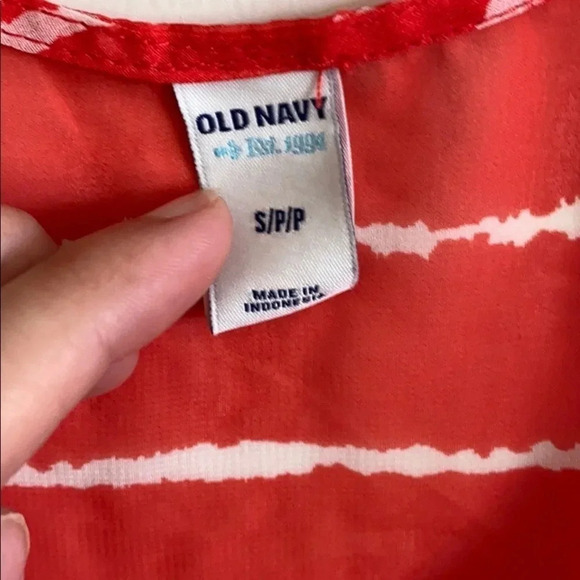 OLD NAVY
Est. 1994
S/P/P
MADE IN
INDONESIA